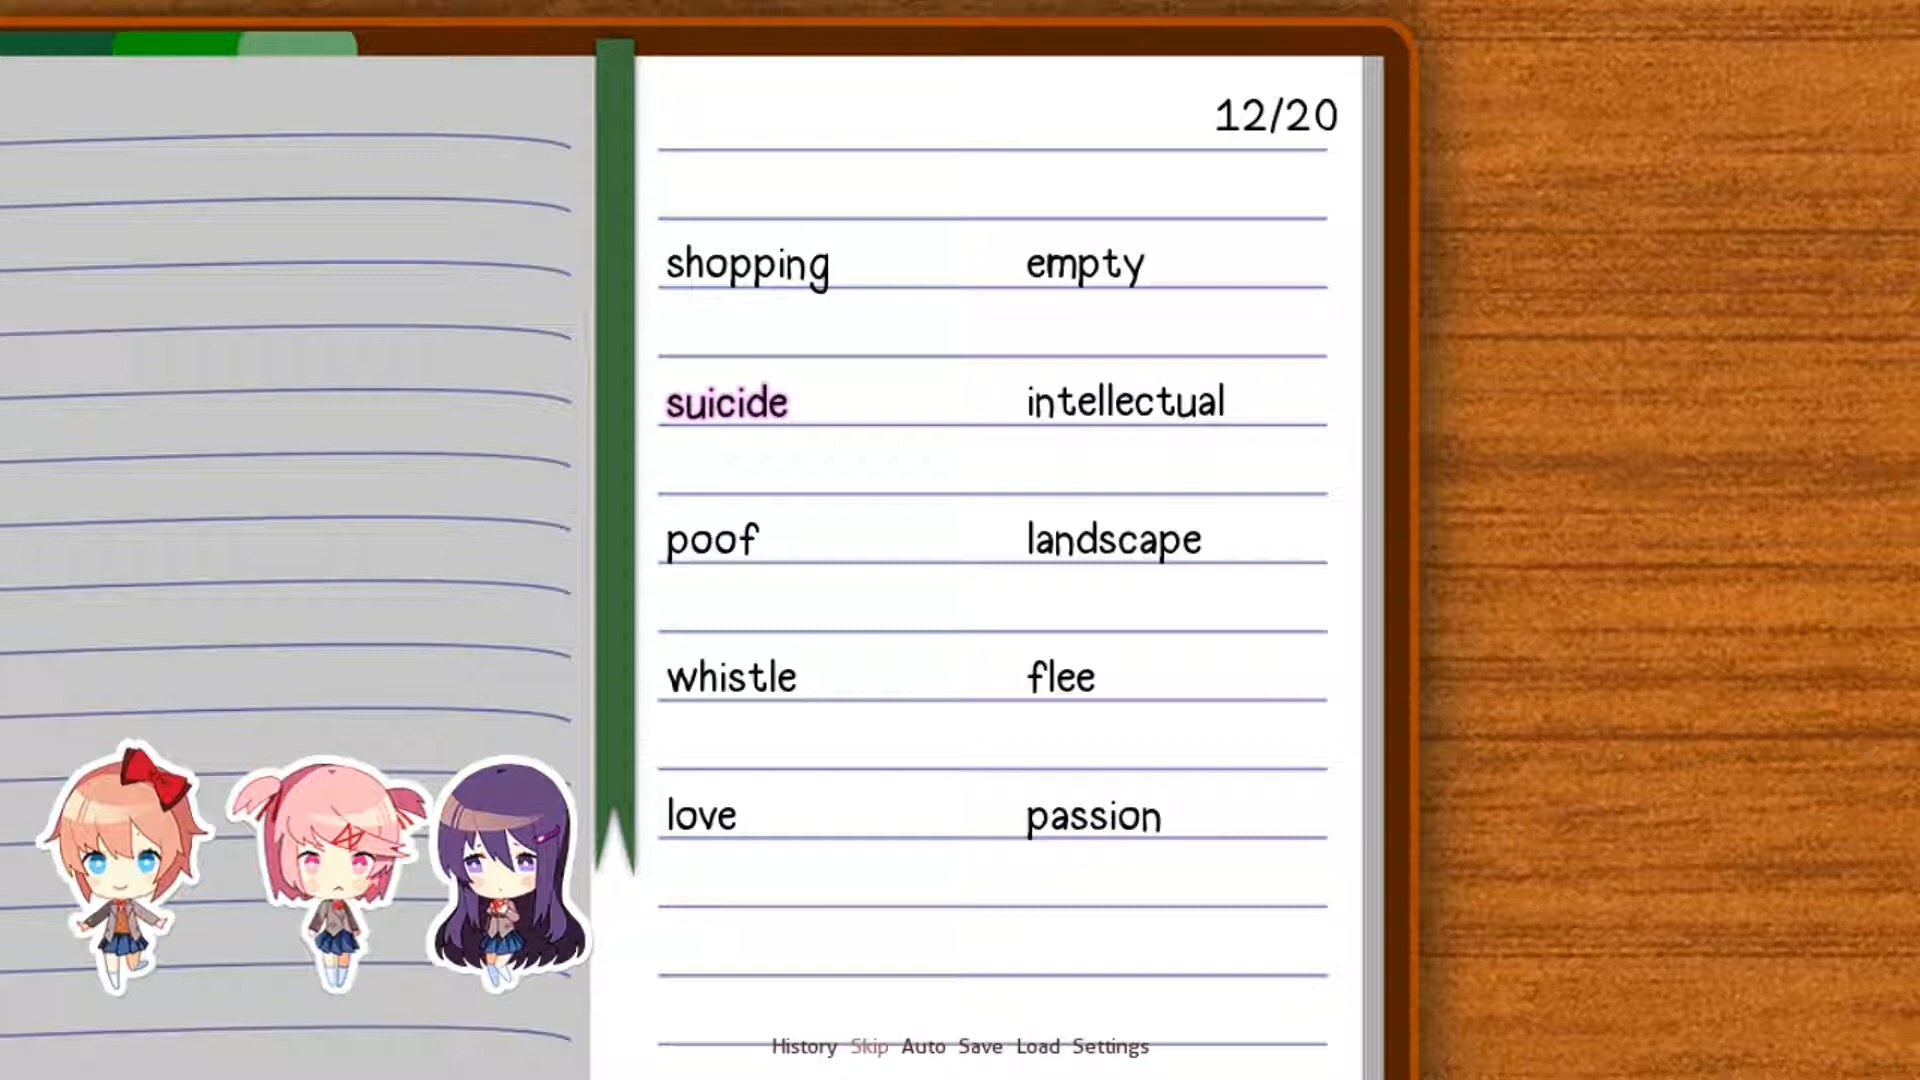 12/20
shopping empty
suicide intellectual
poof landscape
whistle flee
love passion
History Skip Auto Save Load Settings